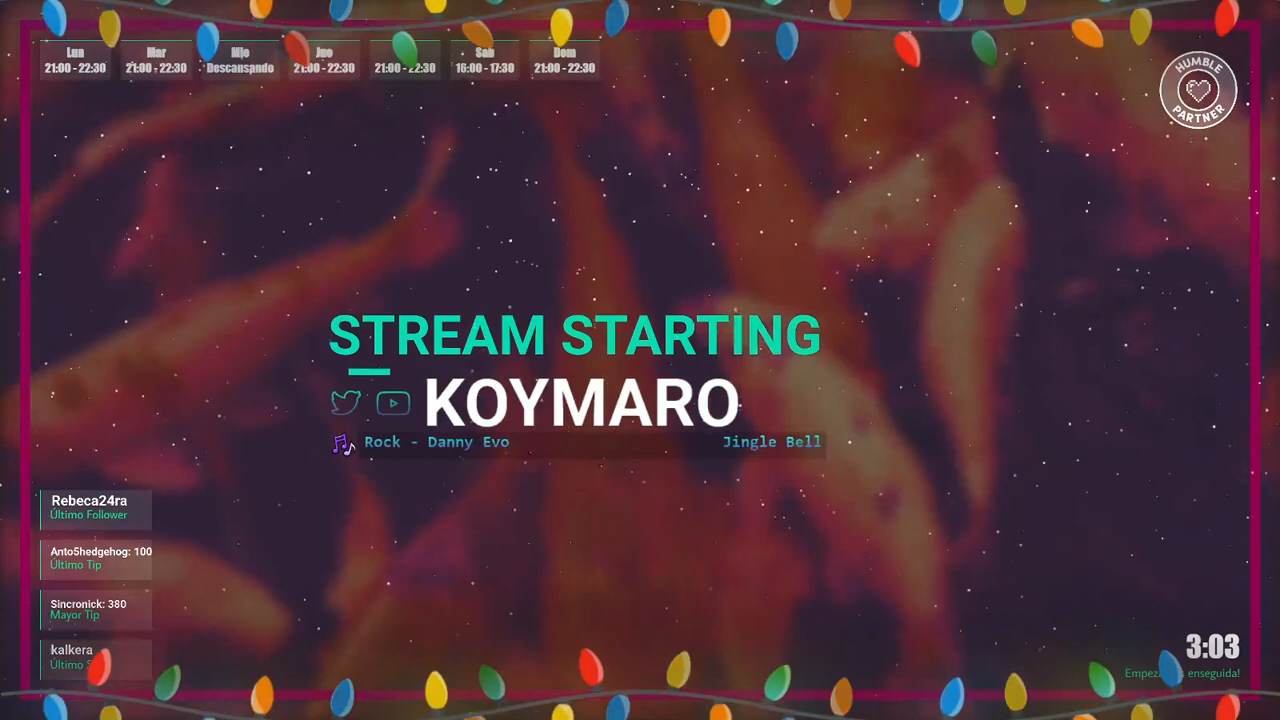 Lun
21:00 - 22:30
Mar
21:00 - 22:30
Mie
Descansando
Jue
21:00 - 22:30
21:00 - 22:30
Sab
16:00 - 17:30
Dom
21:00 - 22:30
HUMBLE
PARTNER
STREAM STARTING
KOYMARO
Rock - Danny Evo
Jingle Bell
Rebeca24ra
Último Follower
Anto5hedgehog: 100
Último Tip
Sincronick: 380
Mayor Tip
kalkera
Último
3:03
enseguida!